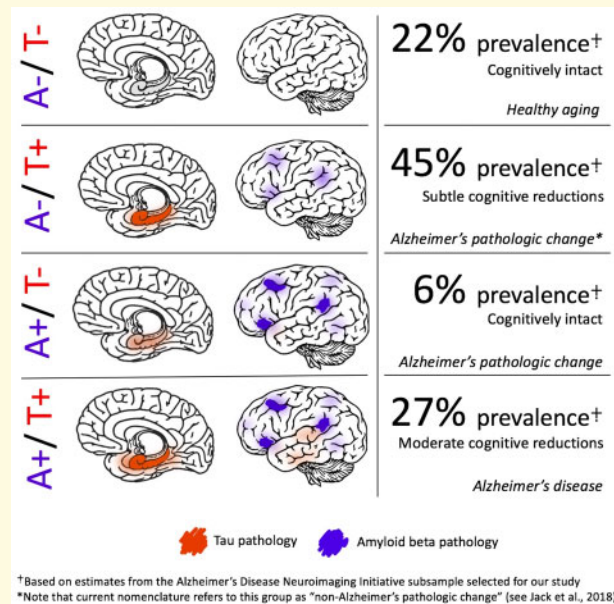 A-/ T-
22% prevalence†
Cognitively intact
Healthy aging
A-/ T+
45% prevalence†
Subtle cognitive reductions
Alzheimer's pathologic change*
A+/ T-
6% prevalence†
Cognitively intact
Alzheimer's pathologic change
A+/ T+
27% prevalence†
Moderate cognitive reductions
Alzheimer's disease
Tau pathology
Amyloid beta pathology
†Based on estimates from the Alzheimer's Disease Neuroimaging Initiative subsample selected for our study
*Note that current nomenclature refers to this group as "non-Alzheimer's pathologic change" (see Jack et al., 2018)